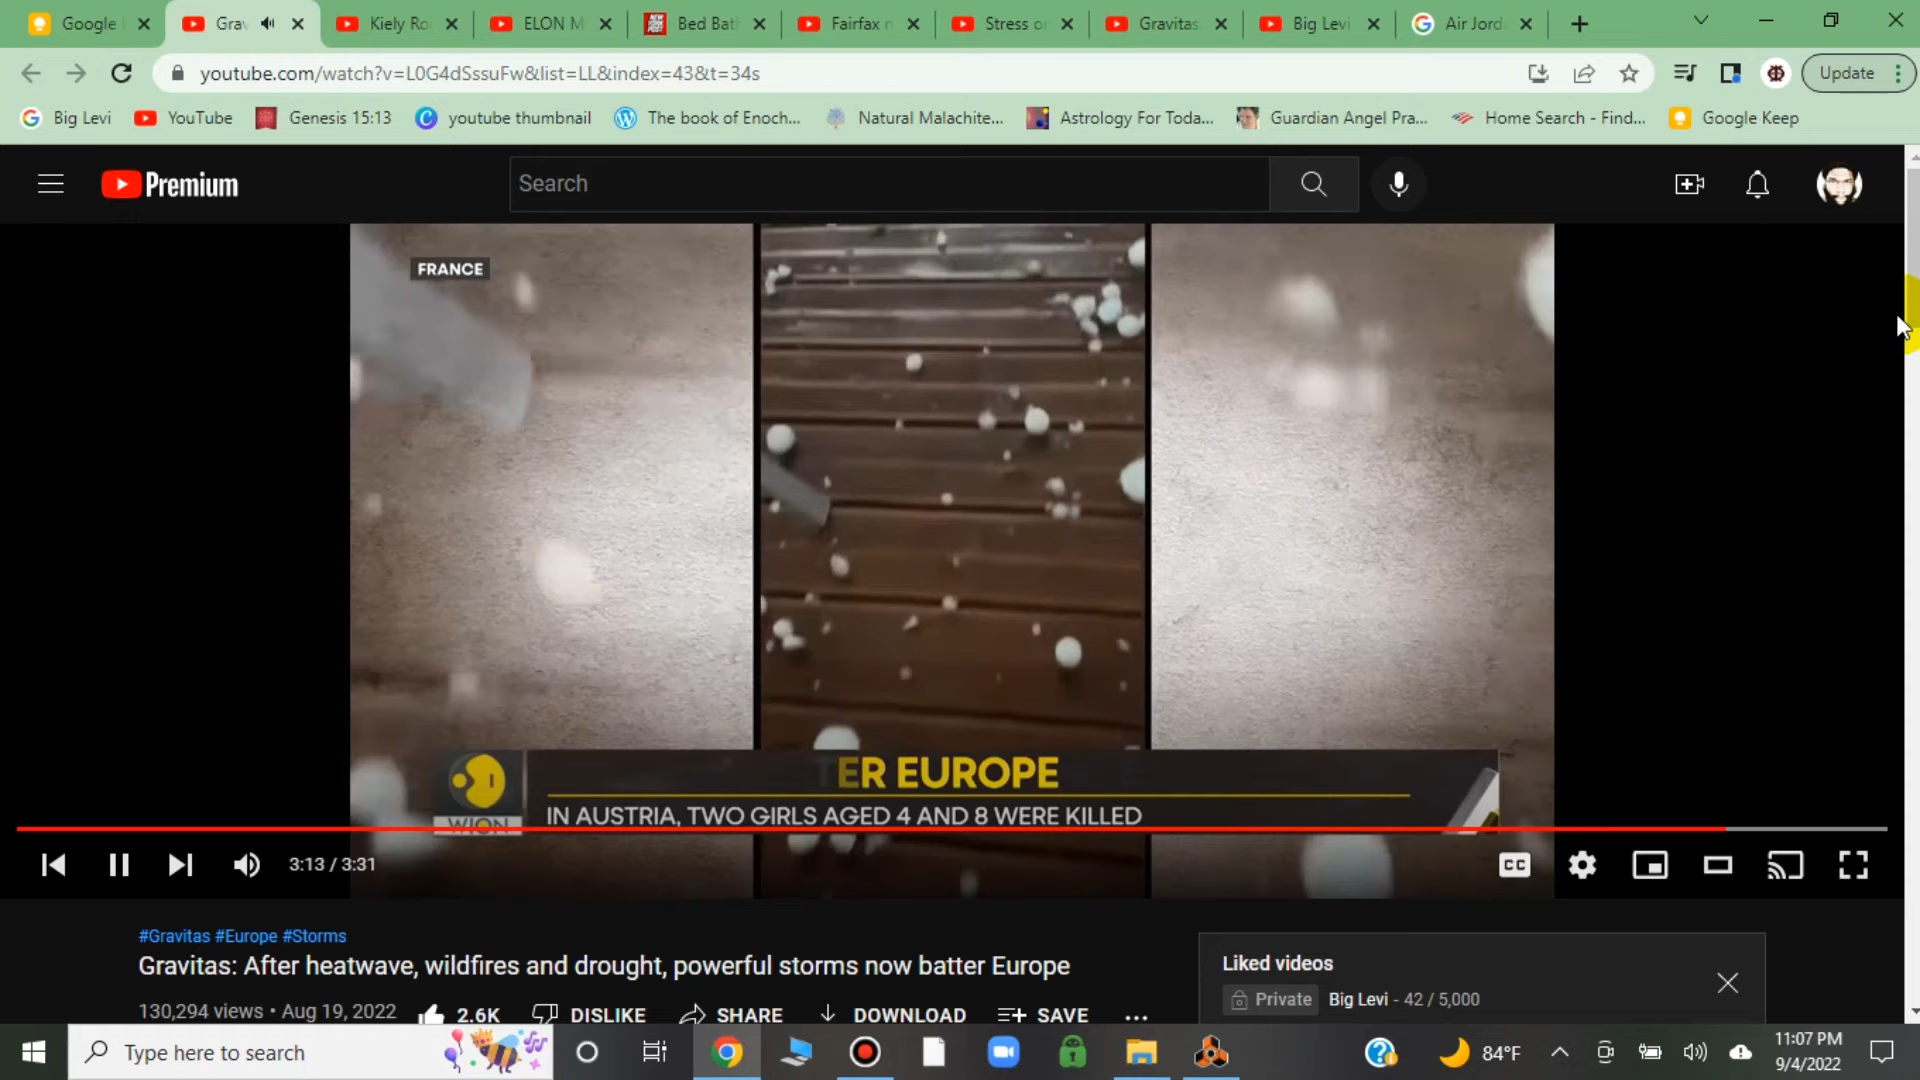 Google
Grav
Kiely Ro
ELON M
Bed Bat
Fairfax
Stress o
Gravitas
Big Levi
Air Jord
youtube.com/watch?v=L0G4dSssuFw&list=LL&index=43&t=34s
Update
Big Levi
YouTube
Genesis 15:13
youtube thumbnail
The book of Enoch...
Natural Malachite...
Astrology For Toda...
Guardian Angel Pra...
Home Search - Find...
Google Keep
Premium
Search
FRANCE
ER EUROPE
IN AUSTRIA, TWO GIRLS AGED 4 AND 8 WERE KILLED
WION
3:13 / 3:31
CC
#Gravitas #Europe #Storms
Gravitas: After heatwave, wildfires and drought, powerful storms now batter Europe
130,294 views • Aug 19, 2022
2.6K
DISLIKE
SHARE
DOWNLOAD
SAVE
Liked videos
Private
Big Levi - 42 / 5,000
Type here to search
84°F
11:07 PM
9/4/2022